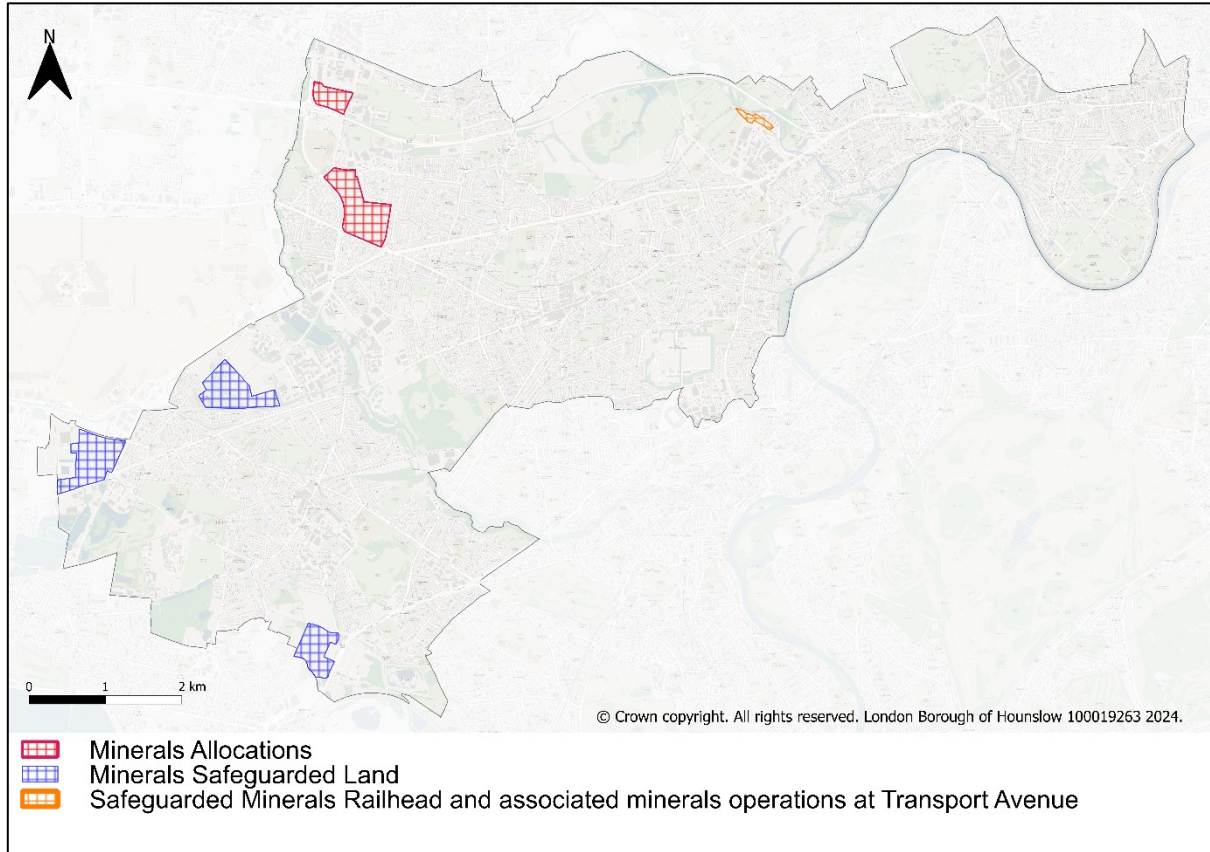 N
0 1 2 km
© Crown copyright. All rights reserved. London Borough of Hounslow 100019263 2024.
Minerals Allocations
Minerals Safeguarded Land
Safeguarded Minerals Railhead and associated minerals operations at Transport Avenue